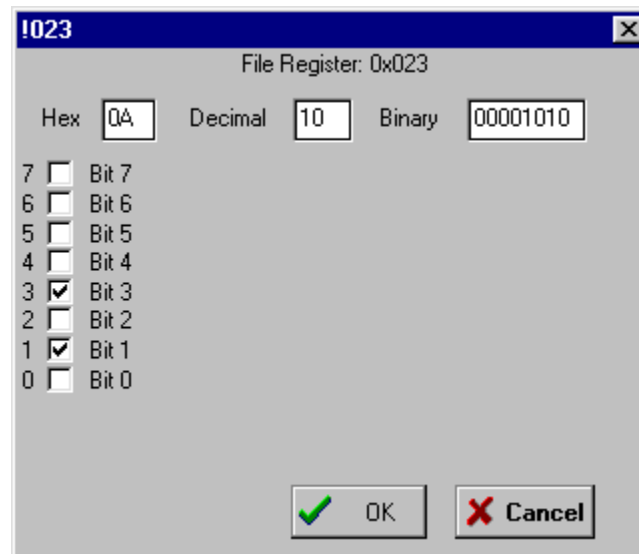 !023
File Register: 0x023
Hex 0A Decimal 10 Binary 00001010
7 Bit 7
6 Bit 6
5 Bit 5
4 Bit 4
3 Bit 3
2 Bit 2
1 Bit 1
0 Bit 0
OK Cancel